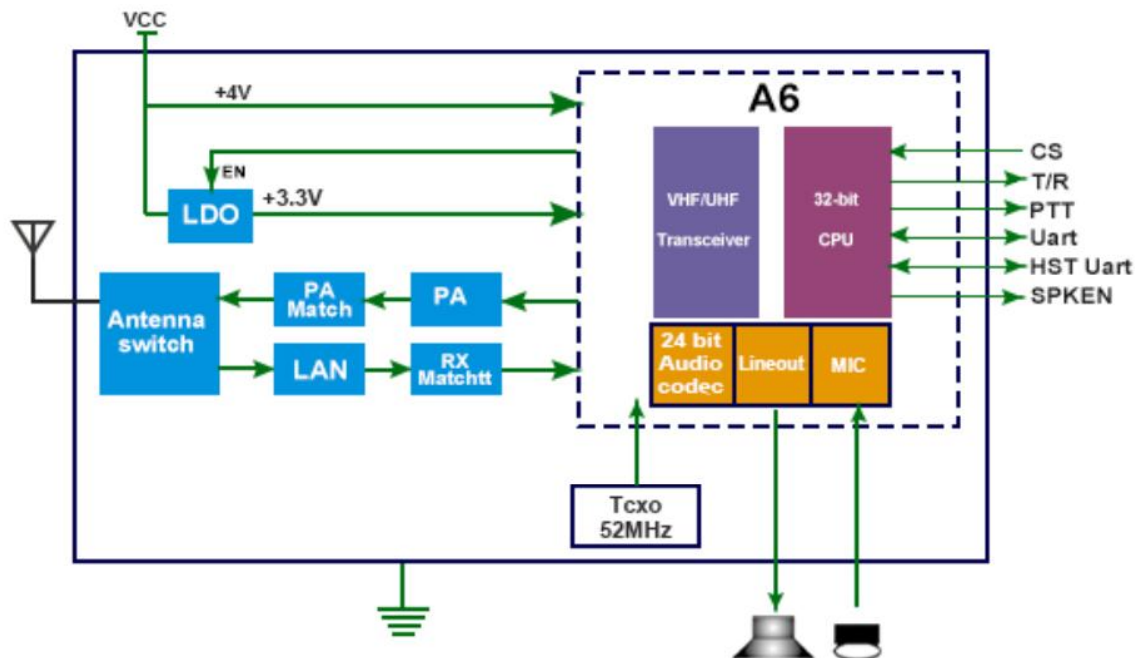 VCC
+4V
A6
EN
LDO
+3.3V
VHF/UHF
Transceiver
32-bit
CPU
CS
T/R
PTT
Uart
HST Uart
SPKEN
Antenna
switch
PA
Match
PA
LAN
RX
Matchtt
24 bit
Audio
codec
Lineout
MIC
Tcxo
52MHz